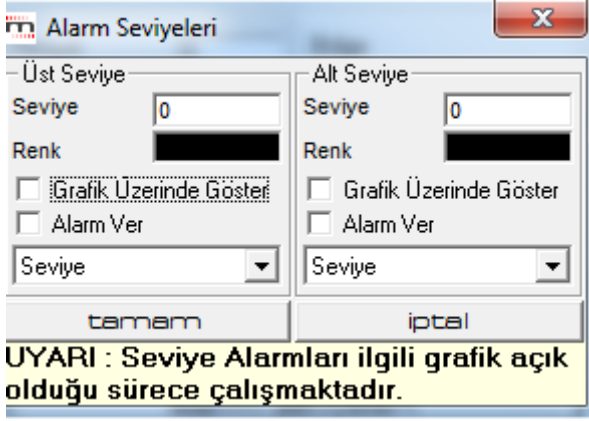 Alarm Seviyeleri
Üst Seviye
Seviye 0
Renk
Grafik Üzerinde Göster
Alarm Ver
Seviye
Alt Seviye
Seviye 0
Renk
Grafik Üzerinde Göster
Alarm Ver
Seviye
tamam iptal
UYARI : Seviye Alarmları ilgili grafik açık
olduğu sürece çalışmaktadır.